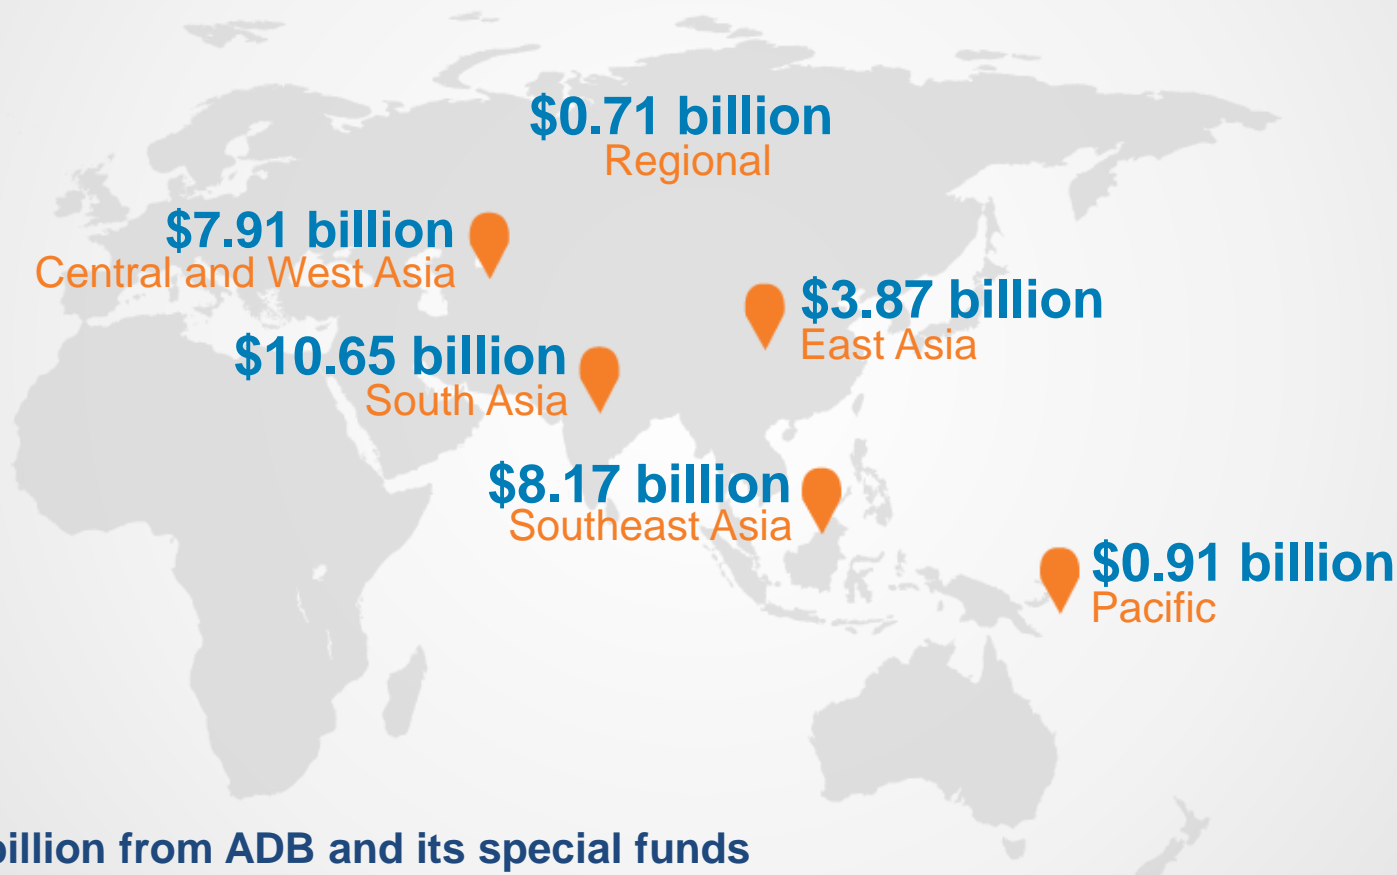 $0.71 billion
Regional
$7.91 billion
Central and West Asia
$3.87 billion
East Asia
$10.65 billion
South Asia
$8.17 billion
Southeast Asia
$0.91 billion
Pacific
billion from ADB and its special funds